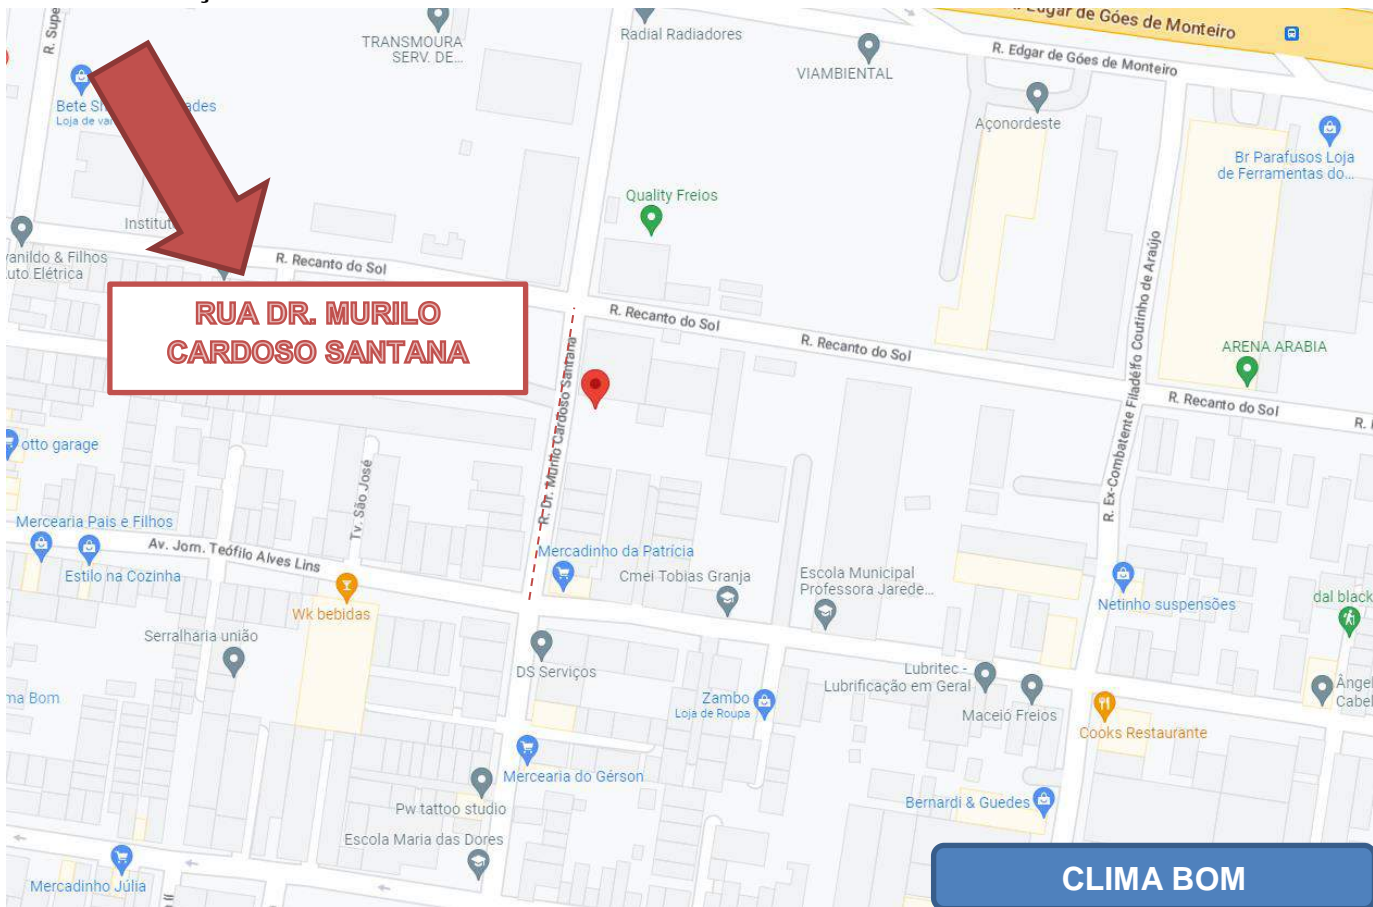 R. Supe
TRANSMOURA
SERV. DE...
Radial Radiadores
VIAMBIENTAL
Edgar de Góes de Monteiro
R. Edgar de Góes de Monteiro
Açonordeste
Br Parafusos Loja
de Ferramentas do...
Bete S
ades
Loja de va
Quality Freios
Institut
vanildo & Filhos
uto Elétrica
R. Recanto do Sol
RUA DR. MURILO
CARDOSO SANTANA
R. Recanto do Sol
R. Recanto do Sol
ARENA ARABIA
R. Recanto do Sol
R.
R. Ex-Combatente Filadélfo Coutinho de Araújo
R. Dr. Murilo Cardoso Santana
otto garage
Tv. São José
Mercearia Pais e Filhos
Av. Jorn. Teófilo Alves Lins
Estilo na Cozinha
Wk bebidas
Mercadinho da Patrícia
Cmei Tobias Granja
Escola Municipal
Professora Jarede...
Netinho suspensões
dal black
Serralharia união
DS Serviços
Zambo
Loja de Roupa
Lubritec -
Lubrificação em Geral
Maceió Freios
Ângel
Cabel
ma Bom
Cooks Restaurante
Mercearia do Gérson
Pw tattoo studio
Bernardi & Guedes
Escola Maria das Dores
Mercadinho Júlia
CLIMA BOM